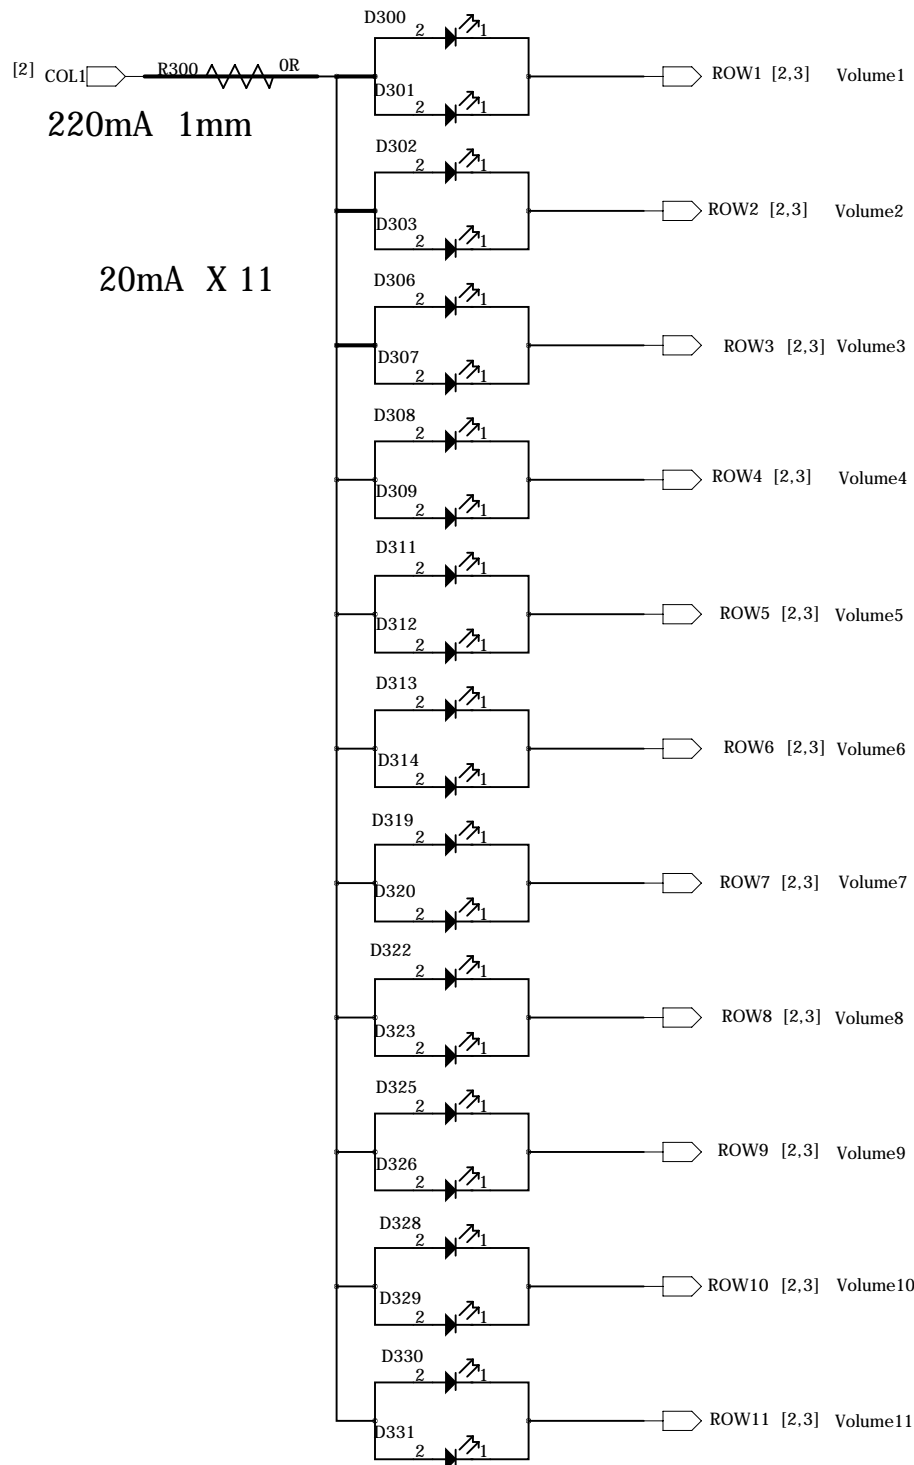 D300
2 1
[2] COL1 R300 0R ROW1 [2,3] Volume1
D301
2 1
220mA 1mm
D302
2 1
ROW2 [2,3] Volume2
D303
2 1
20mA X 11
D306
2 1
ROW3 [2,3] Volume3
D307
2 1
D308
2 1
ROW4 [2,3] Volume4
D309
2 1
D311
2 1
ROW5 [2,3] Volume5
D312
2 1
D313
2 1
ROW6 [2,3] Volume6
D314
2 1
D319
2 1
ROW7 [2,3] Volume7
D320
2 1
D322
2 1
ROW8 [2,3] Volume8
D323
2 1
D325
2 1
ROW9 [2,3] Volume9
D326
2 1
D328
2 1
ROW10 [2,3] Volume10
D329
2 1
D330
2 1
ROW11 [2,3] Volume11
D331
2 1